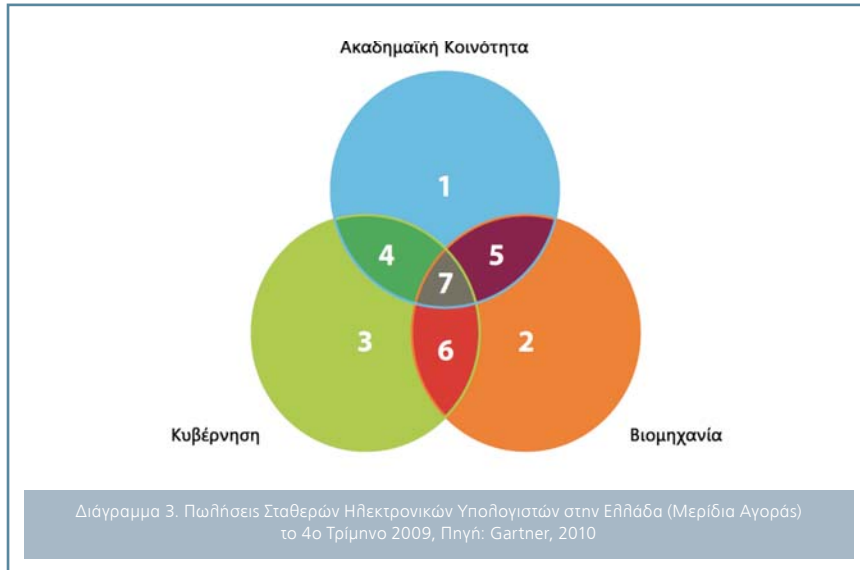 Ακαδημαϊκή Κοινότητα
1
4
5
7
3
6
2
Κυβέρνηση
Βιομηχανία
Διάγραμμα 3. Πωλήσεις Σταθερών Ηλεκτρονικών Υπολογιστών στην Ελλάδα (Μερίδια Αγοράς)
το 4ο Τρίμηνο 2009, Πηγή: Gartner, 2010